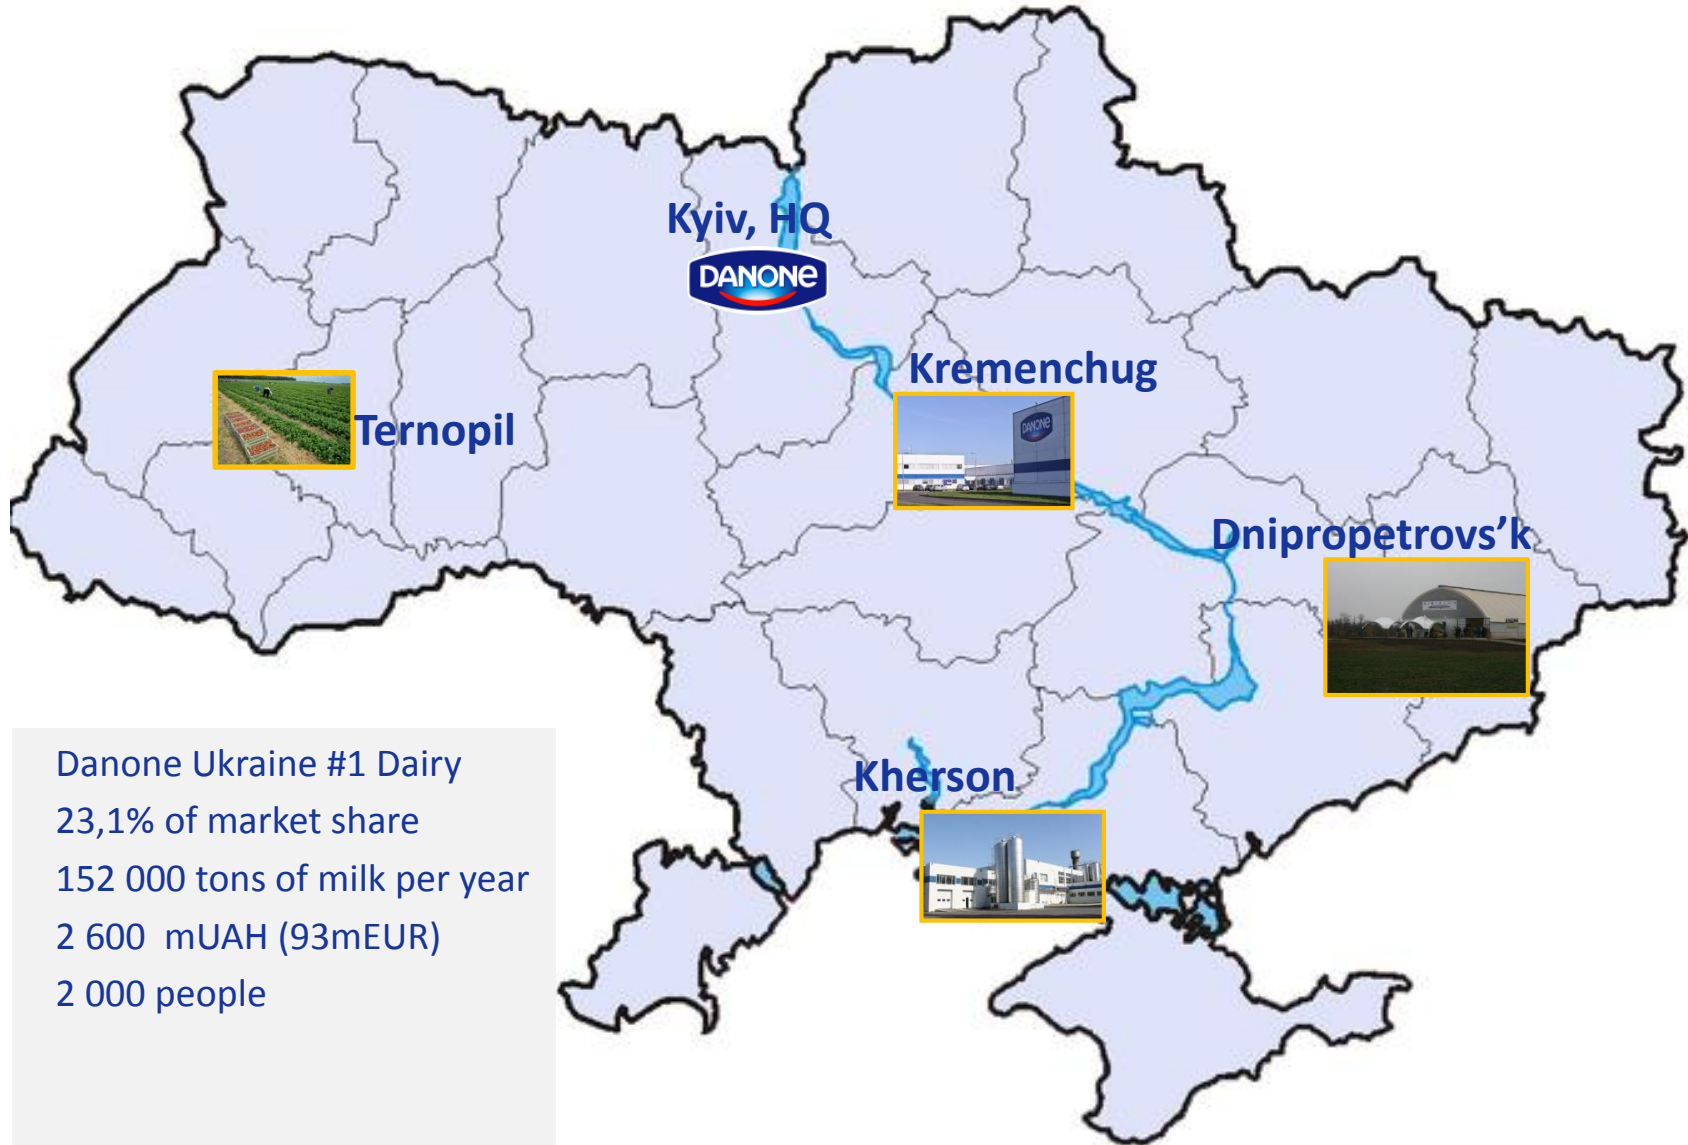 Kyiv, HQ
DANONE
Kremenchug
DANONE
Ternopil
Dnipropetrovs’k
Kherson
Danone Ukraine #1 Dairy
23,1% of market share
152 000 tons of milk per year
2 600 mUAH (93mEUR)
2 000 people